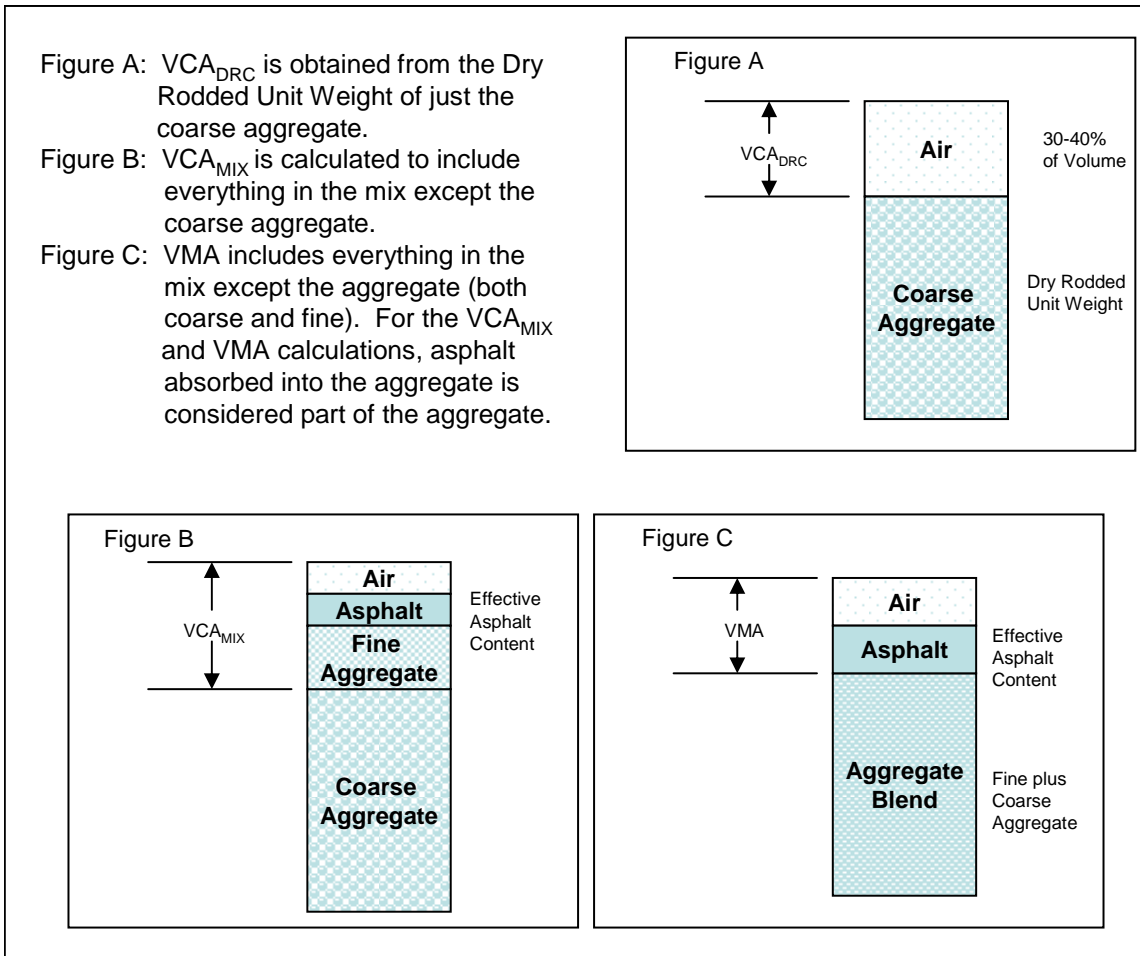 Figure A: VCA_DRC is obtained from the Dry
Rodded Unit Weight of just the
coarse aggregate.
Figure B: VCA_MIX is calculated to include
everything in the mix except the
coarse aggregate.
Figure C: VMA includes everything in the
mix except the aggregate (both
coarse and fine). For the VCA_MIX
and VMA calculations, asphalt
absorbed into the aggregate is
considered part of the aggregate.
Figure A
VCA_DRC
Air
30-40%
of Volume
Coarse
Aggregate
Dry Rodded
Unit Weight
Figure B
VCA_MIX
Air
Asphalt
Fine
Aggregate
Coarse
Aggregate
Effective
Asphalt
Content
Figure C
VMA
Air
Asphalt
Effective
Asphalt
Content
Aggregate
Blend
Fine plus
Coarse
Aggregate